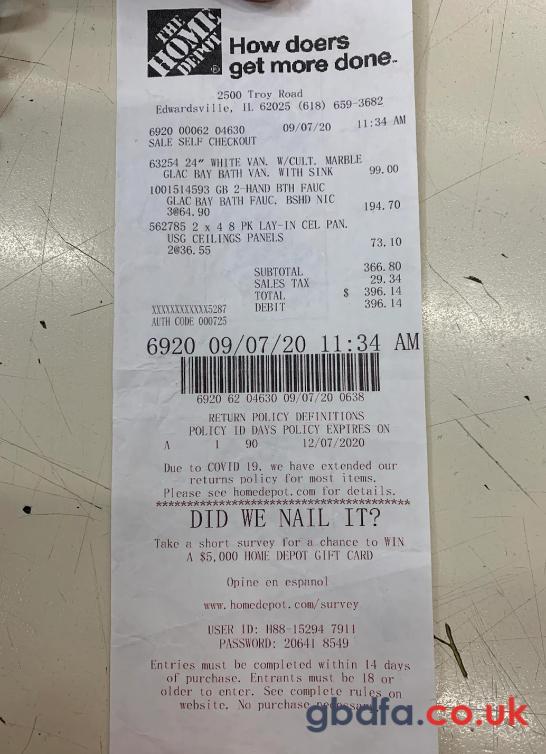 THE
HOME
DEPOT
How doers
get more done.
2500 Troy Road
Edwardsville, IL 62025 (618) 659-3682
6920 00062 04630 09/07/20 11:34 AM
SALE SELF CHECKOUT
63254 24" WHITE VAN. W/CULT. MARBLE
GLAC BAY BATH VAN. WITH SINK 99.00
1001514593 GB 2-HAND BTH FAUC
GLAC BAY BATH FAUC. BSHD NIC
3@64.90 194.70
562785 2 x 4 8 PK LAY-IN CEL PAN.
USG CEILINGS PANELS
2@36.55 73.10
SUBTOTAL 366.80
SALES TAX 29.34
TOTAL $ 396.14
XXXXXXXXXXXX5287 DEBIT 396.14
AUTH CODE 000725
6920 09/07/20 11:34 AM
6920 62 04630 09/07/20 0638
RETURN POLICY DEFINITIONS
POLICY ID DAYS POLICY EXPIRES ON
A 1 90 12/07/2020
Due to COVID 19, we have extended our
returns policy for most items.
Please see homedepot.com for details.
****************************************
DID WE NAIL IT?
Take a short survey for a chance to WIN
A $5,000 HOME DEPOT GIFT CARD
Opine en espanol
www.homedepot.com/survey
USER ID: H88-15294 7911
PASSWORD: 20641 8549
Entries must be completed within 14 days
of purchase. Entrants must be 18 or
older to enter. See complete rules on
website. No purchase necessary.
gbdfa.co.uk